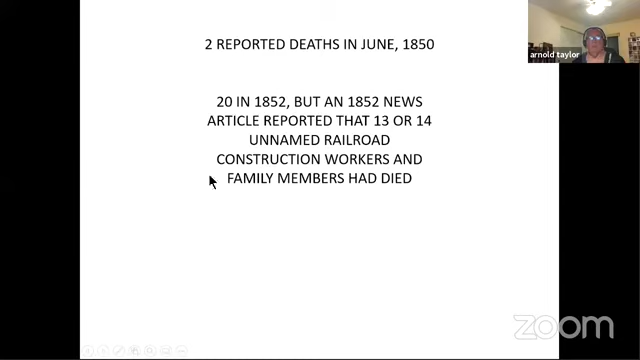 2 REPORTED DEATHS IN JUNE, 1850
20 IN 1852, BUT AN 1852 NEWS
ARTICLE REPORTED THAT 13 OR 14
UNNAMED RAILROAD
CONSTRUCTION WORKERS AND
FAMILY MEMBERS HAD DIED
arnold taylor
zoom